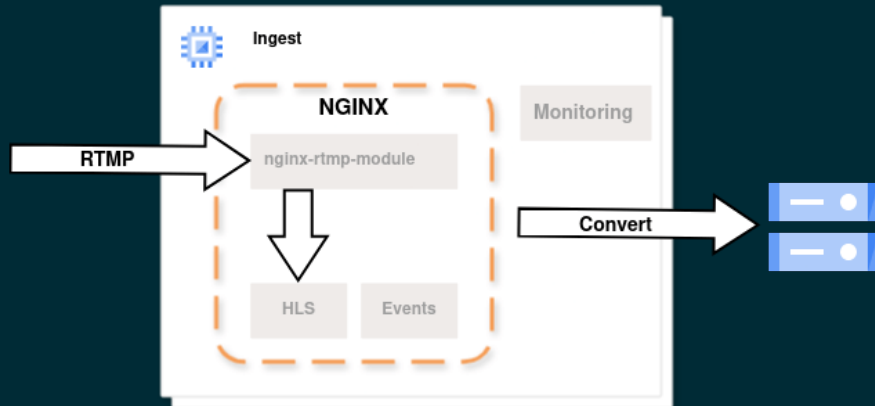 Ingest
NGINX
Monitoring
RTMP
nginx-rtmp-module
Convert
HLS
Events